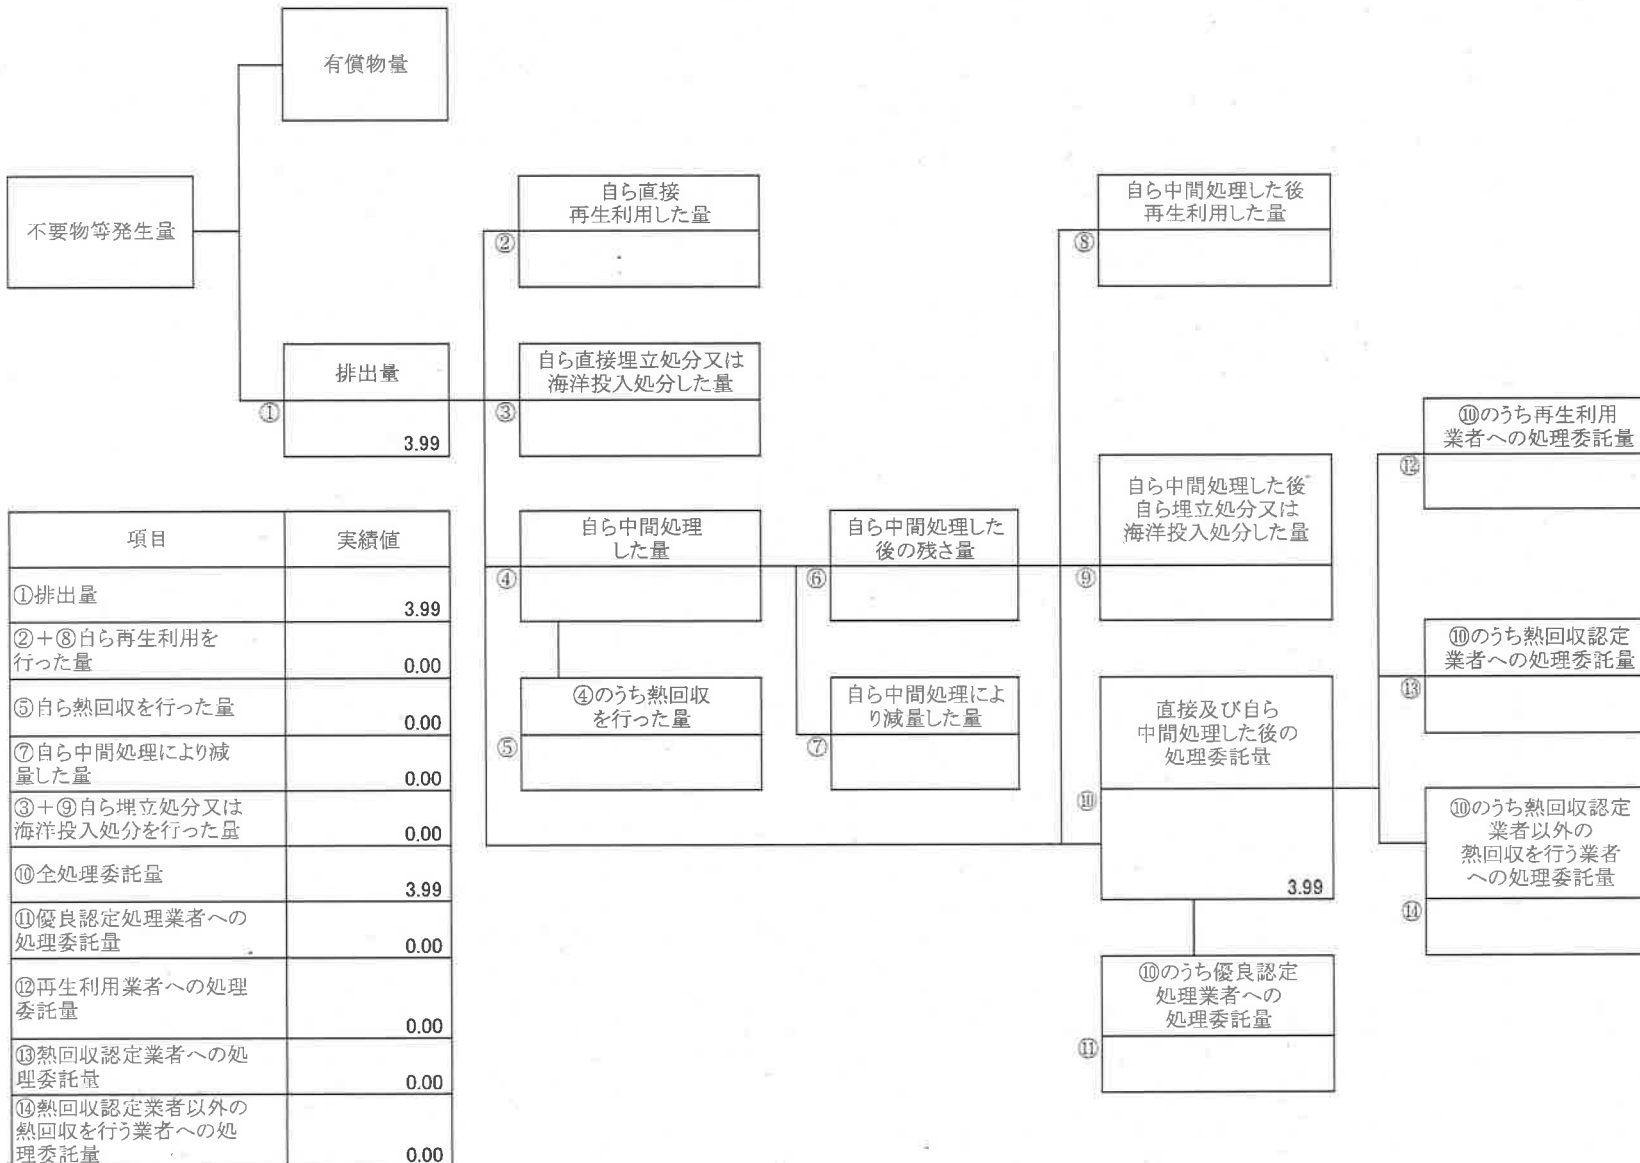 有償物量
不要物等発生量
排出量
①
3.99
自ら直接
再生利用した量
②
自ら直接埋立処分又は
海洋投入処分した量
③
自ら中間処理
した量
④
④のうち熱回収
を行った量
⑤
自ら中間処理した
後の残さ量
⑥
自ら中間処理によ
り減量した量
⑦
自ら中間処理した後
再生利用した量
⑧
自ら中間処理した後
自ら埋立処分又は
海洋投入処分した量
⑨
直接及び自ら
中間処理した後の
処理委託量
⑩
3.99
⑩のうち優良認定
処理業者への
処理委託量
⑪
⑩のうち再生利用
業者への処理委託量
⑫
⑩のうち熱回収認定
業者への処理委託量
⑬
⑩のうち熱回収認定
業者以外の
熱回収を行う業者
への処理委託量
⑭
項目 実績値
①排出量
3.99
②+⑧自ら再生利用を
行った量 0.00
⑤自ら熱回収を行った量
0.00
⑦自ら中間処理により減
量した量 0.00
③+⑨自ら埋立処分又は
海洋投入処分を行った量 0.00
⑩全処理委託量
3.99
⑪優良認定処理業者への
処理委託量 0.00
⑫再生利用業者への処理
委託量
0.00
⑬熱回収認定業者への処
理委託量 0.00
⑭熱回収認定業者以外の
熱回収を行う業者への処
理委託量 0.00